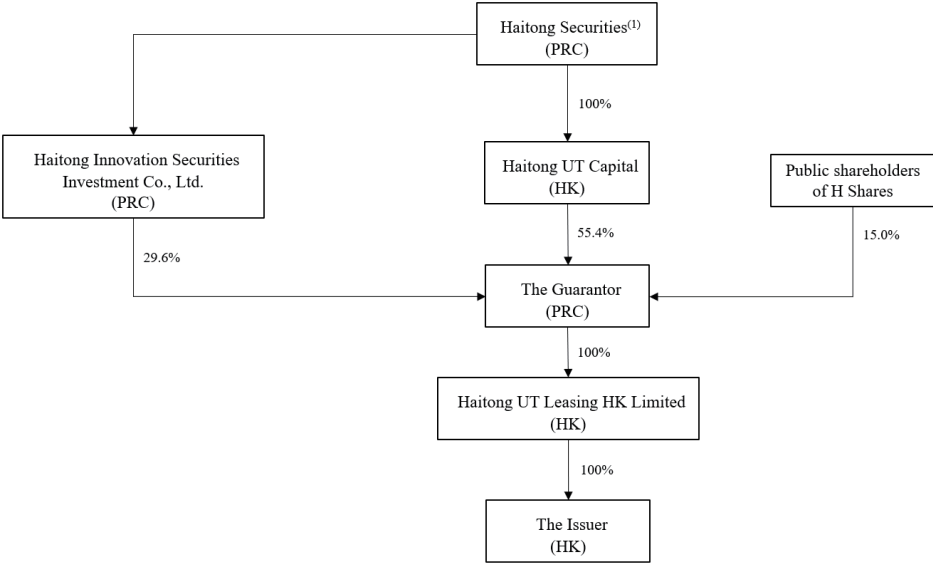 Haitong Securities(1)
(PRC)
100%
Haitong Innovation Securities
Investment Co., Ltd.
(PRC)
Haitong UT Capital
(HK)
Public shareholders
of H Shares
29.6%
55.4%
15.0%
The Guarantor
(PRC)
100%
Haitong UT Leasing HK Limited
(HK)
100%
The Issuer
(HK)